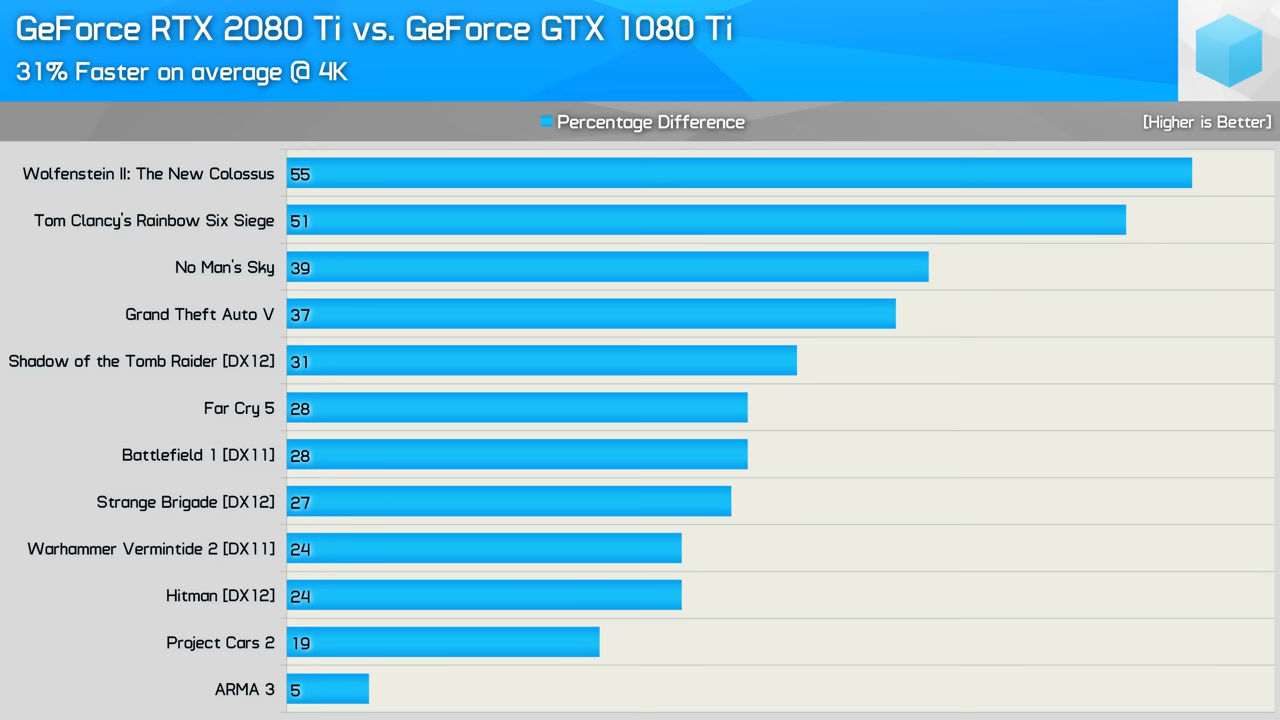 GeForce RTX 2080 Ti vs. GeForce GTX 1080 Ti
31% Faster on average @ 4K
Percentage Difference
[Higher is Better]
Wolfenstein II: The New Colossus 55
Tom Clancy's Rainbow Six Siege 51
No Man's Sky 39
Grand Theft Auto V 37
Shadow of the Tomb Raider [DX12] 31
Far Cry 5 28
Battlefield 1 [DX11] 28
Strange Brigade [DX12] 27
Warhammer Vermintide 2 [DX11] 24
Hitman [DX12] 24
Project Cars 2 19
ARMA 3 5